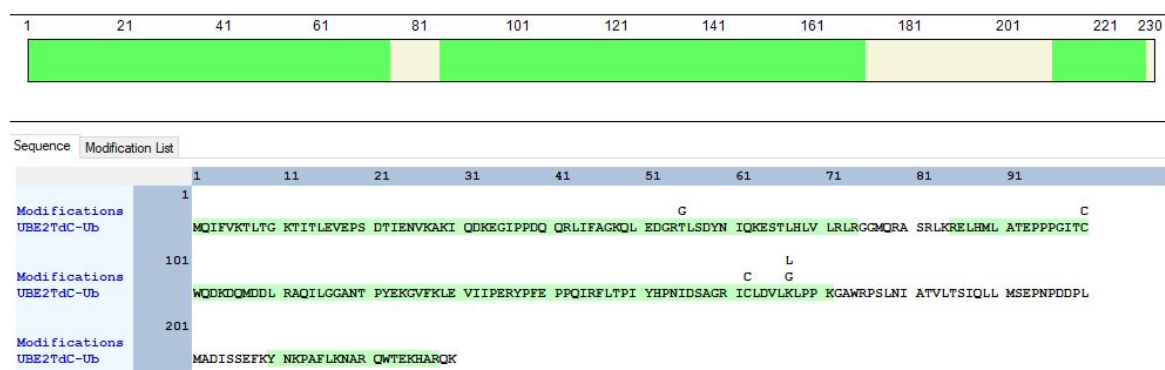 1 21 41 61 81 101 121 141 161 181 201 221 230
Sequence Modification List
1 11 21 31 41 51 61 71 81 91
1
Modifications G C
UBE2TdC-Ub MQIFVKTLTG KTITLEVEPS DTIENVKAKI QDKEGIPPDQ QRLIFAGKQL EDGRTLSDYN IQKESTLHLV LRLRGGMQRA SRLKRELHML ATEPPPGITC
101 L
Modifications C G
UBE2TdC-Ub WQDKDQMDDL RAQILGGANT PYEKGVFKLE VIIPERYPFE PPQIRFLTPI YHPNIDSAGR ICLDVLKLPP KGAWRPSLNI ATVLTSIQLL MSEPNPDDPL
201
Modifications
UBE2TdC-Ub MADISSEFKY NKPAFLKNAR QWTEKHARQK